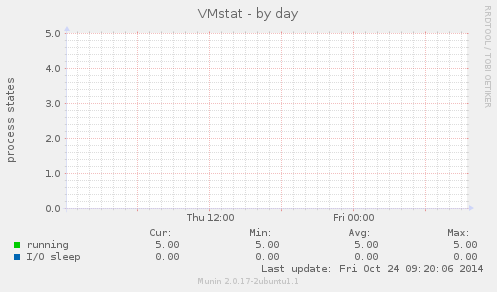 VMstat - by day
RRDTOOL / TOBI OETIKER
process states
5.0
4.0
3.0
2.0
1.0
0.0
Thu 12:00 Fri 00:00
Cur: Min: Avg: Max:
running 5.00 5.00 5.00 5.00
I/O sleep 0.00 0.00 0.00 0.00
Last update: Fri Oct 24 09:20:06 2014
Munin 2.0.17-2ubuntu1.1